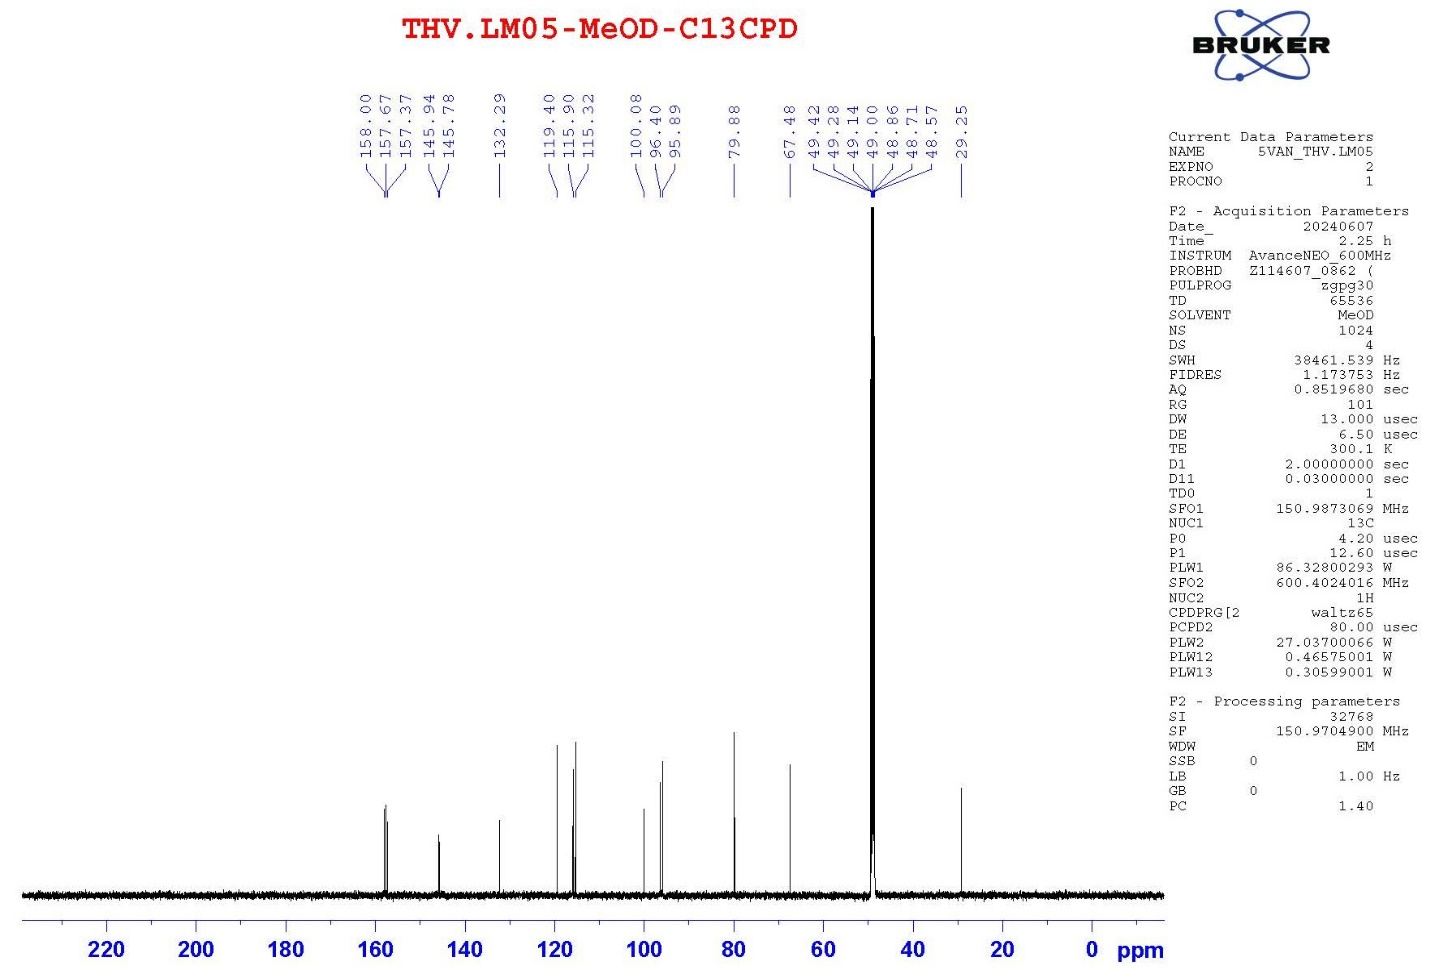 THV.LM05-MeOD-C13CPD
BRUKER
158.00
157.67
157.37
145.94
145.78
132.29
119.40
115.90
115.32
100.08
96.40
95.89
79.88
67.48
49.42
49.28
49.14
49.00
48.86
48.71
48.57
29.25
Current Data Parameters
NAME 5VAN_THV.LM05
EXPNO 2
PROCNO 1
F2 - Acquisition Parameters
Date_ 20240607
Time 2.25 h
INSTRUM AvanceNEO_600MHz
PROBHD Z114607_0862 (
PULPROG zgpg30
TD 65536
SOLVENT MeOD
NS 1024
DS 4
SWH 38461.539 Hz
FIDRES 1.173753 Hz
AQ 0.8519680 sec
RG 101
DW 13.000 usec
DE 6.50 usec
TE 300.1 K
D1 2.00000000 sec
D11 0.03000000 sec
TD0 1
SFO1 150.9873069 MHz
NUC1 13C
P0 4.20 usec
P1 12.60 usec
PLW1 86.32800293 W
SFO2 600.4024016 MHz
NUC2 1H
CPDPRG[2 waltz65
PCPD2 80.00 usec
PLW2 27.03700066 W
PLW12 0.46575001 W
PLW13 0.30599001 W
F2 - Processing parameters
SI 32768
SF 150.9704900 MHz
WDW EM
SSB 0
LB 1.00 Hz
GB 0
PC 1.40
220 200 180 160 140 120 100 80 60 40 20 0 ppm